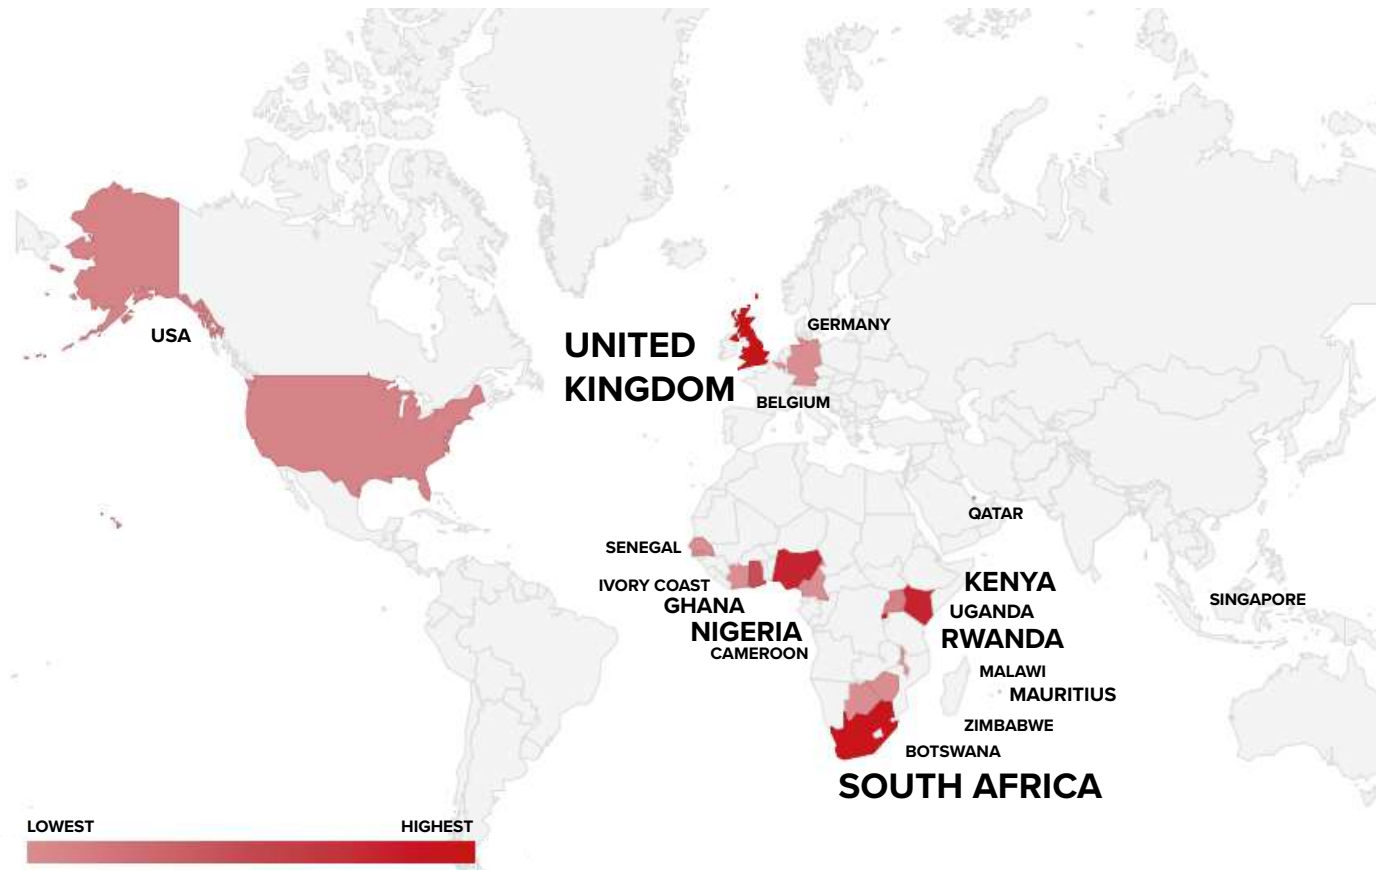 USA
UNITED
KINGDOM
GERMANY
BELGIUM
QATAR
SENEGAL
IVORY COAST
GHANA
NIGERIA
CAMEROON
KENYA
UGANDA
RWANDA
SINGAPORE
MALAWI
MAURITIUS
ZIMBABWE
BOTSWANA
SOUTH AFRICA
LOWEST HIGHEST